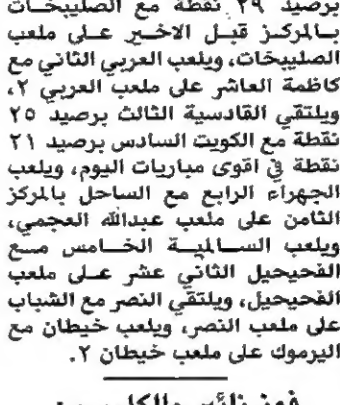 برصيد ٢٩ نقطة مع الصليبخات
بالمركز قبل الاخير على ملعب
الصليبخات، ويلعب العربي الثاني مع
كاظمة العاشر على ملعب العربي ٢،
ويلتقي القادسية الثالث برصيد ٢٥
نقطة مع الكويت السادس برصيد ٢١
نقطة في اقوى مباريات اليوم، ويلعب
الجهراء الرابع مع الساحل بالمركز
الثامن على ملعب عبدالله العجمي،
ويلعب السالمية الخامس مع
الفحيحيل الثاني عشر على ملعب
الفحيحيل، ويلتقي النصر مع الشباب
على ملعب النصر، ويلعب خيطان مع
اليرموك على ملعب خيطان ٢.